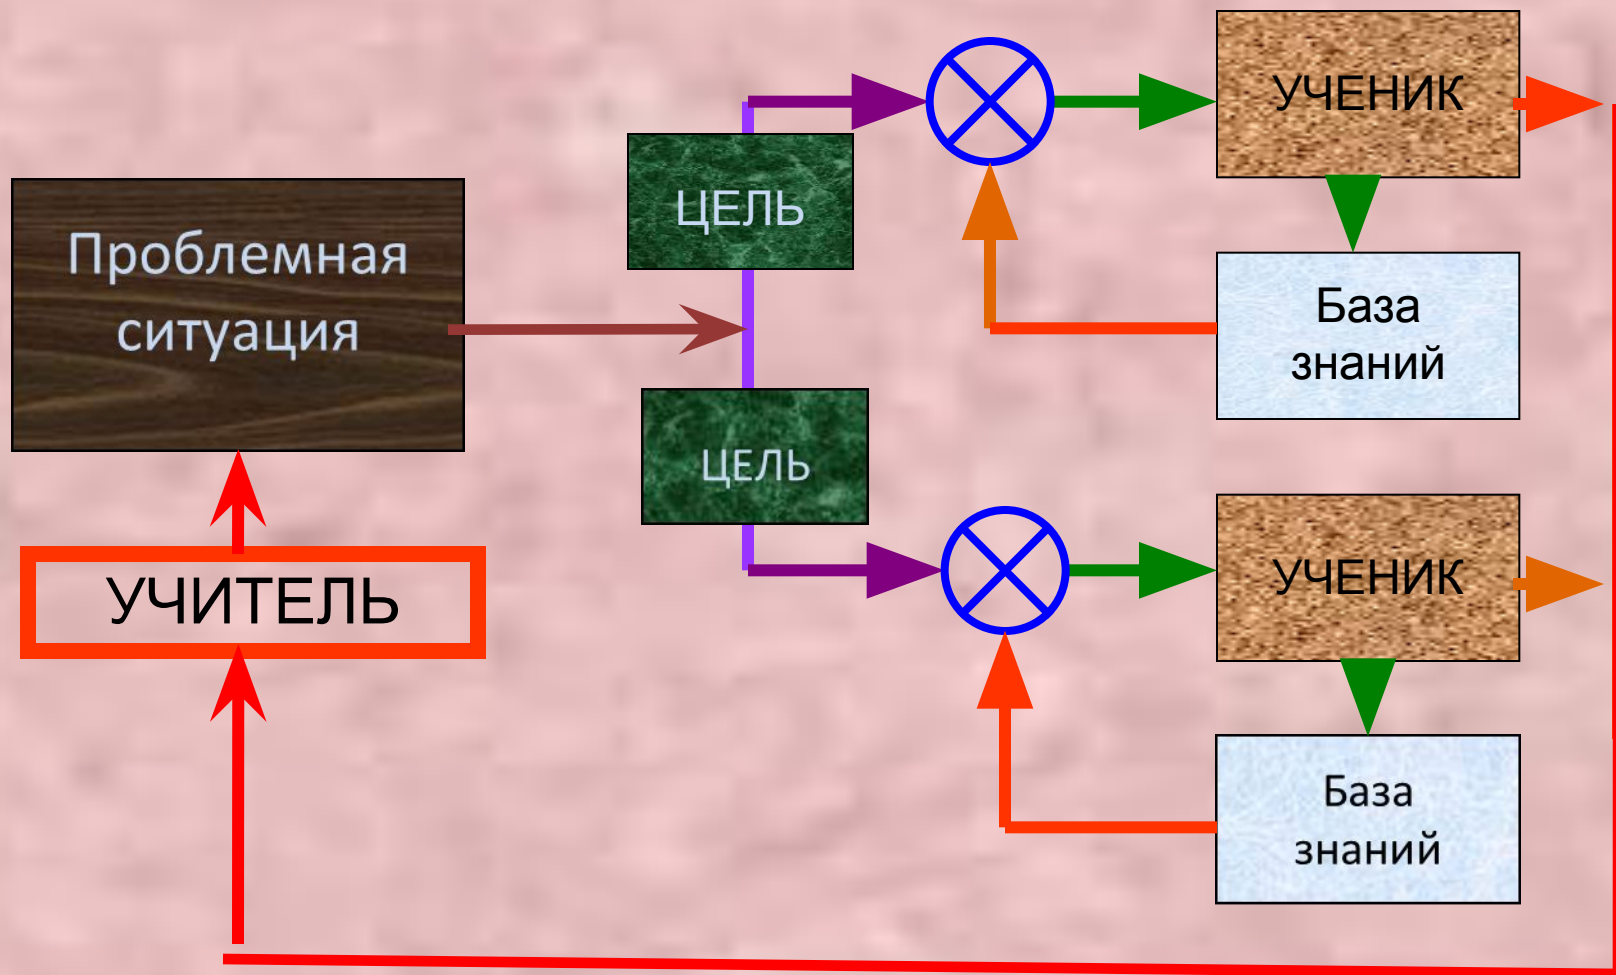 Проблемная
ситуация
УЧИТЕЛЬ
ЦЕЛЬ
ЦЕЛЬ
УЧЕНИК
База
знаний
УЧЕНИК
База
знаний